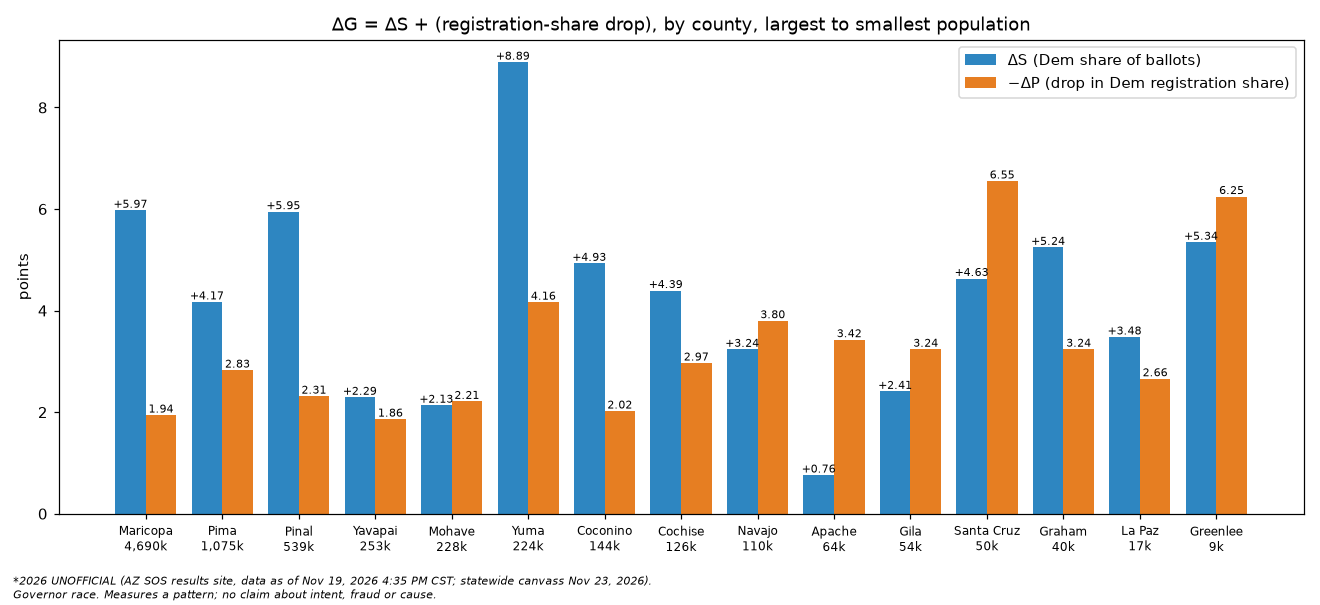 ΔG = ΔS + (registration-share drop), by county, largest to smallest population
ΔS (Dem share of ballots)
−ΔP (drop in Dem registration share)
points
8
6
4
2
0
+5.97
1.94
+4.17
2.83
+5.95
2.31
+2.29
1.86
+2.13
2.21
+8.89
4.16
+4.93
2.02
+4.39
2.97
+3.24
3.80
+0.76
3.42
+2.41
3.24
+4.63
6.55
+5.24
3.24
+3.48
2.66
+5.34
6.25
Maricopa
4,690k
Pima
1,075k
Pinal
539k
Yavapai
253k
Mohave
228k
Yuma
224k
Coconino
144k
Cochise
126k
Navajo
110k
Apache
64k
Gila
54k
Santa Cruz
50k
Graham
40k
La Paz
17k
Greenlee
9k
*2026 UNOFFICIAL (AZ SOS results site, data as of Nov 19, 2026 4:35 PM CST; statewide canvass Nov 23, 2026).
Governor race. Measures a pattern; no claim about intent, fraud or cause.